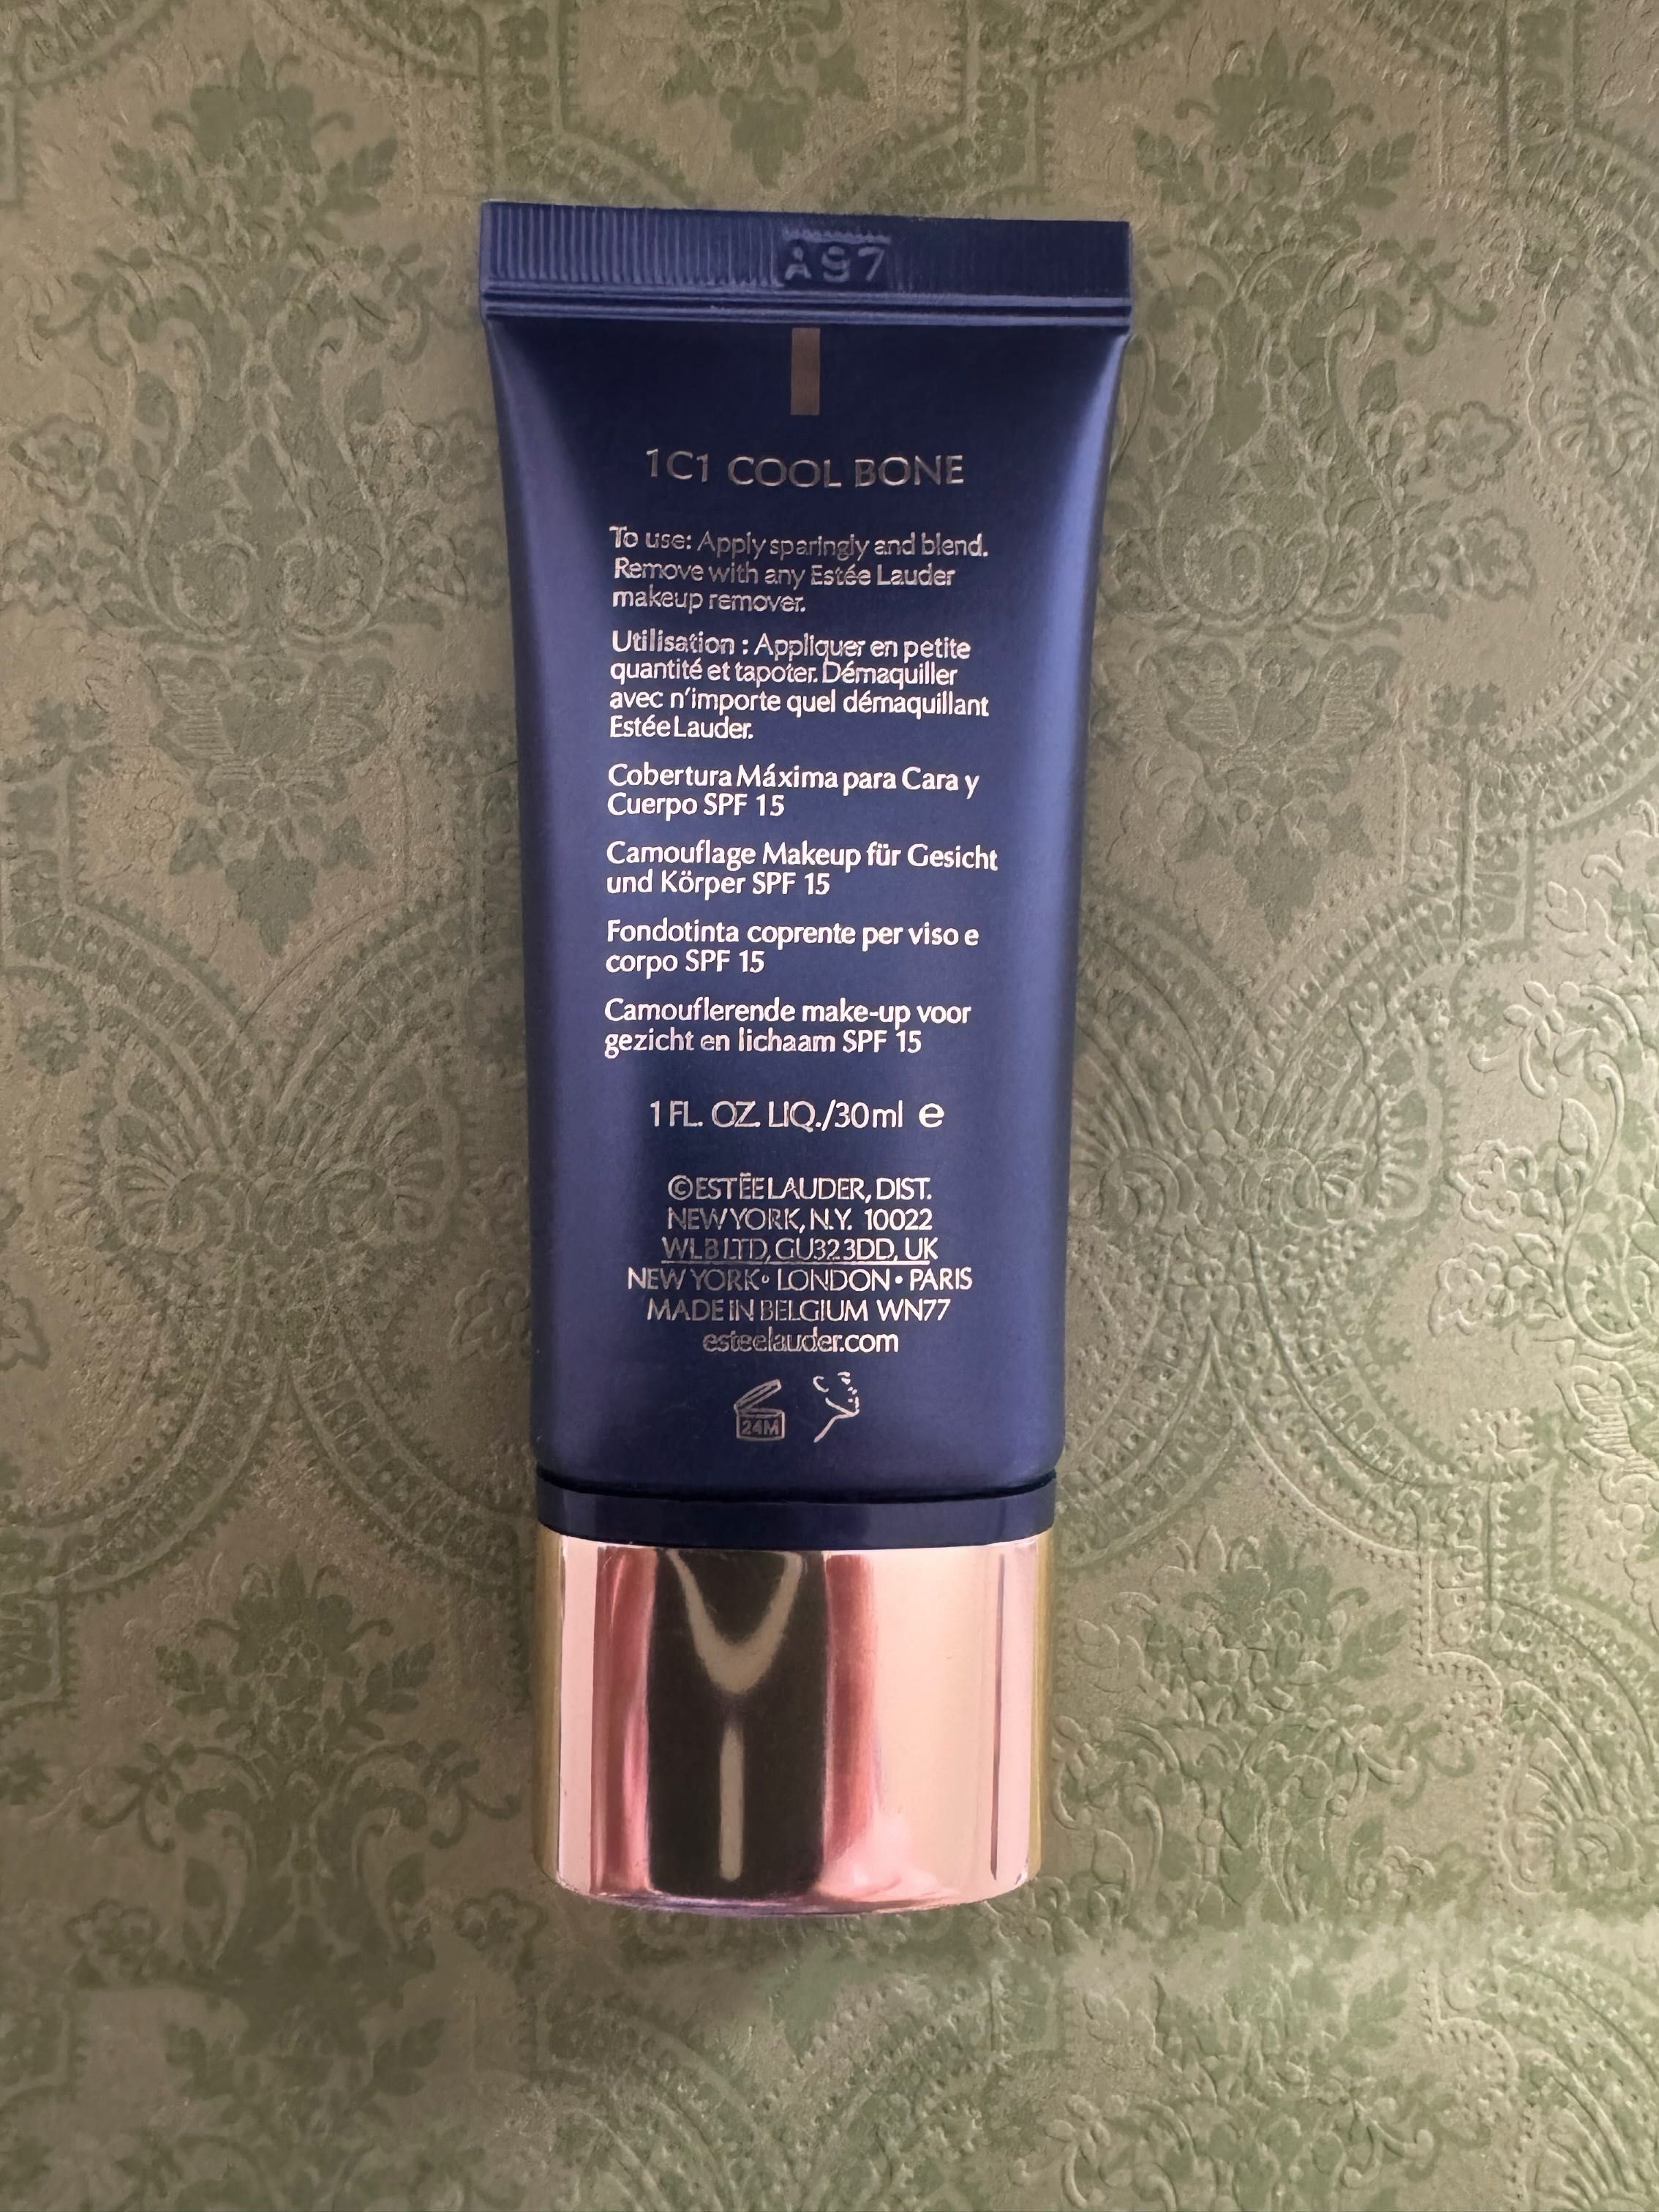 A97
1C1 COOL BONE
To use: Apply sparingly and blend.
Remove with any Estée Lauder
makeup remover.
Utilisation : Appliquer en petite
quantité et tapoter. Démaquiller
avec n'importe quel démaquillant
Estée Lauder.
Cobertura Máxima para Cara y
Cuerpo SPF 15
Camouflage Makeup für Gesicht
und Körper SPF 15
Fondotinta coprente per viso e
corpo SPF 15
Camouflerende make-up voor
gezicht en lichaam SPF 15
1 FL. OZ. LIQ./30ml e
©ESTĒE LAUDER, DIST.
NEW YORK, N.Y. 10022
WLB LTD, GU32 3DD, UK
NEW YORK • LONDON • PARIS
MADE IN BELGIUM WN77
esteelauder.com
24M